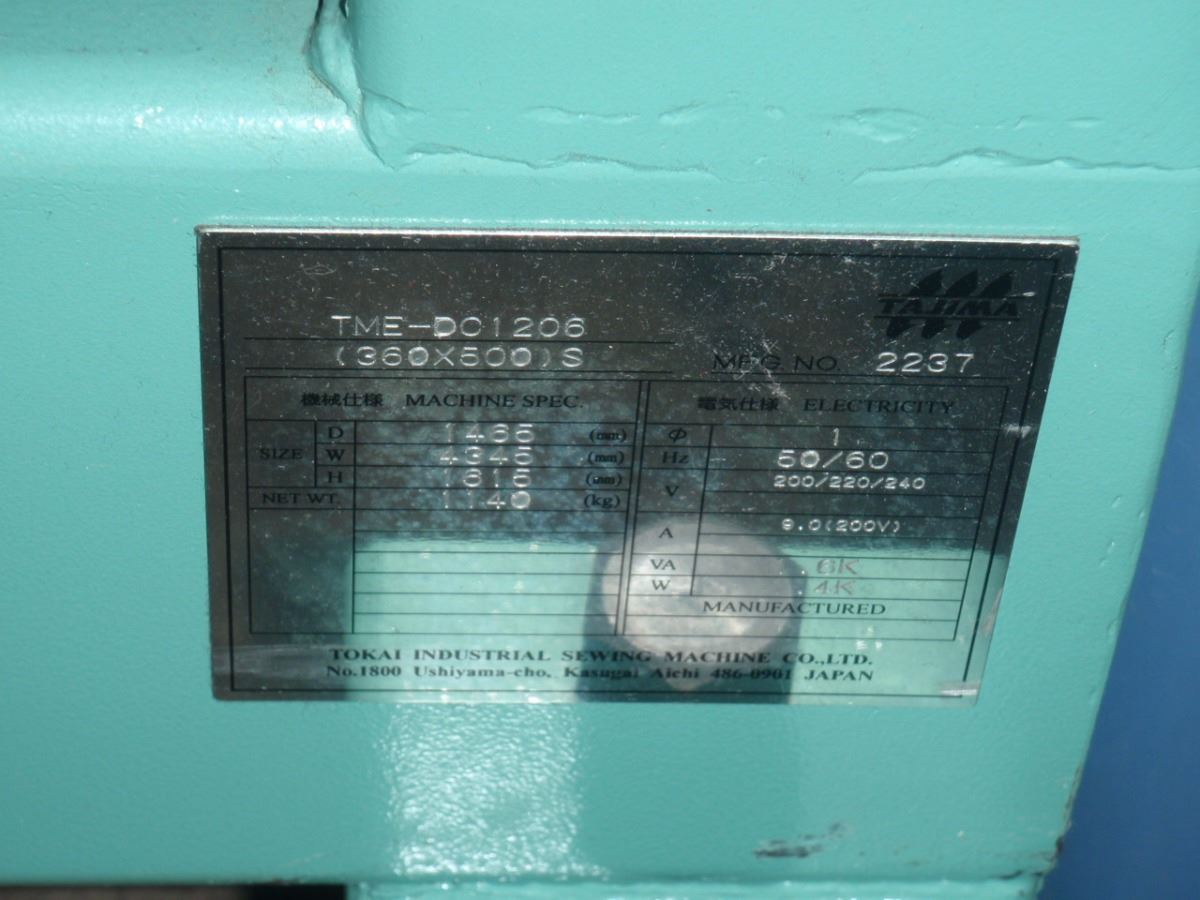 TAJIMA
TME-DC1206
(360X500)S
MFG NO. 2237
機械仕様 MACHINE SPEC.
SIZE D 1465 (mm)
W 4345 (mm)
H 1615 (mm)
NET WT. 1140 (kg)
電気仕様 ELECTRICITY
Φ 1
Hz 50/60
V 200/220/240
A 9.0(200V)
VA 6K
W 4K
MANUFACTURED
TOKAI INDUSTRIAL SEWING MACHINE CO.,LTD.
No.1800 Ushiyama-cho, Kasugai Aichi 486-0901 JAPAN